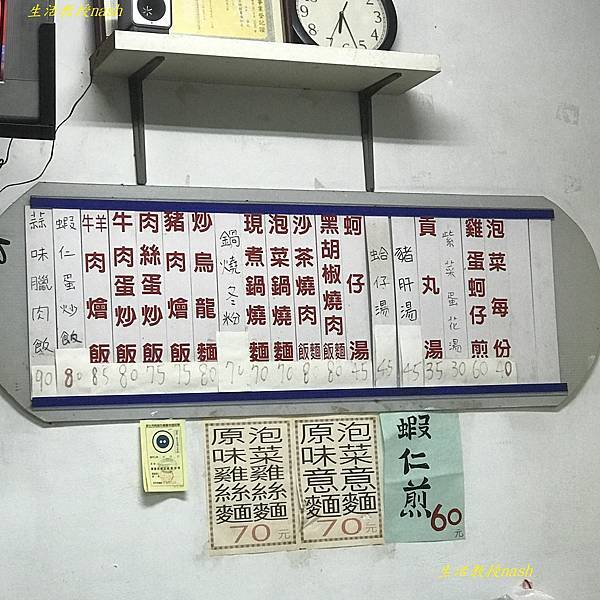 生活教授nash
蒜味臘肉飯 90
蝦仁蛋炒飯 80
牛羊肉燴飯 85
牛肉蛋炒飯 80
肉絲蛋炒飯 75
豬肉燴飯 75
炒烏龍麵 80
鍋燒冬粉 70
現煮鍋燒麵 70
泡菜鍋燒麵 70
沙茶燒肉飯麵 80
黑胡椒燒肉飯麵 80
蚵仔湯 45
蛤仔湯 45
豬肝湯 45
貢丸湯 35
紫菜蛋花湯 30
雞蛋蚵仔煎 60
泡菜每份 40
原味雞絲麵
泡菜雞絲麵
70元
原味意麵
泡菜意麵
70元
蝦仁煎
60元
生活教授nash